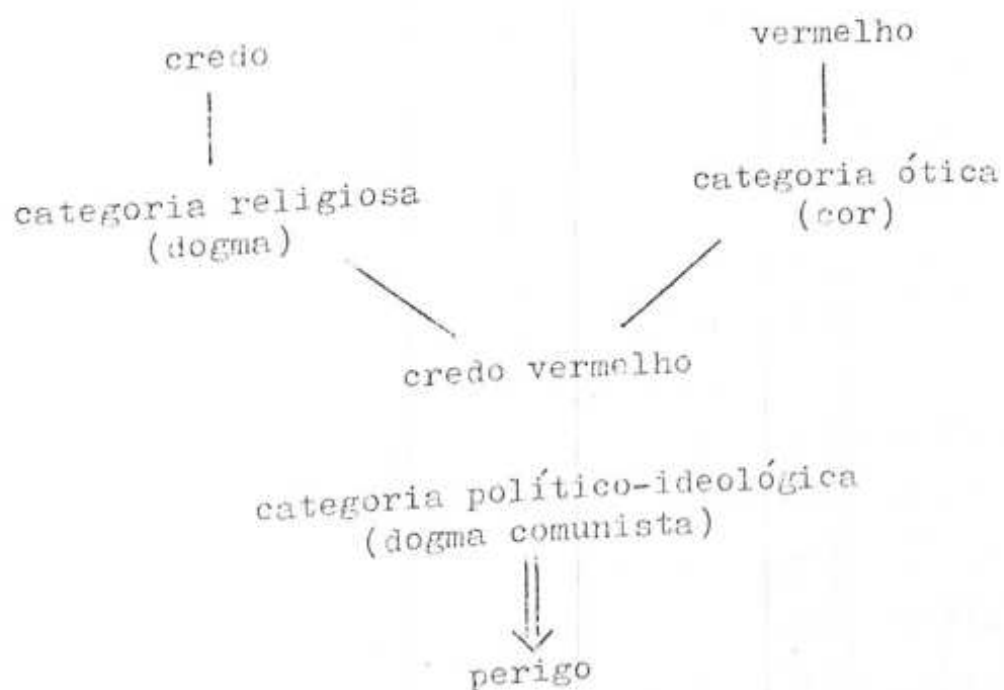 credo
vermelho
categoria religiosa
(dogma)
categoria ótica
(cor)
credo vermelho
categoria político-ideológica
(dogma comunista)
perigo